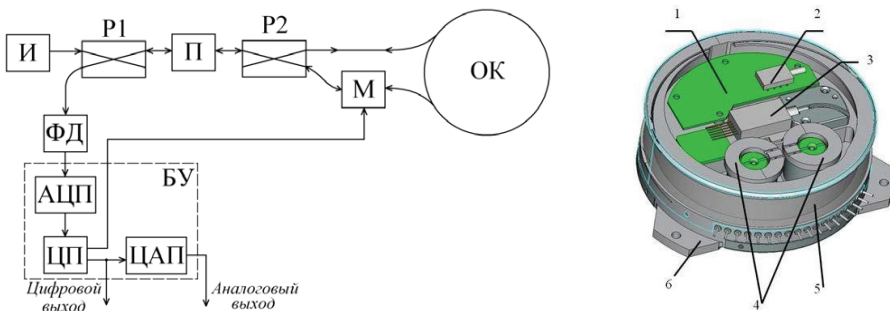 Р1
Р2
И
П
ОК
М
ФД
БУ
АЦП
ЦП
ЦАП
Цифровой
выход
Аналоговый
выход
1
2
3
4
5
6